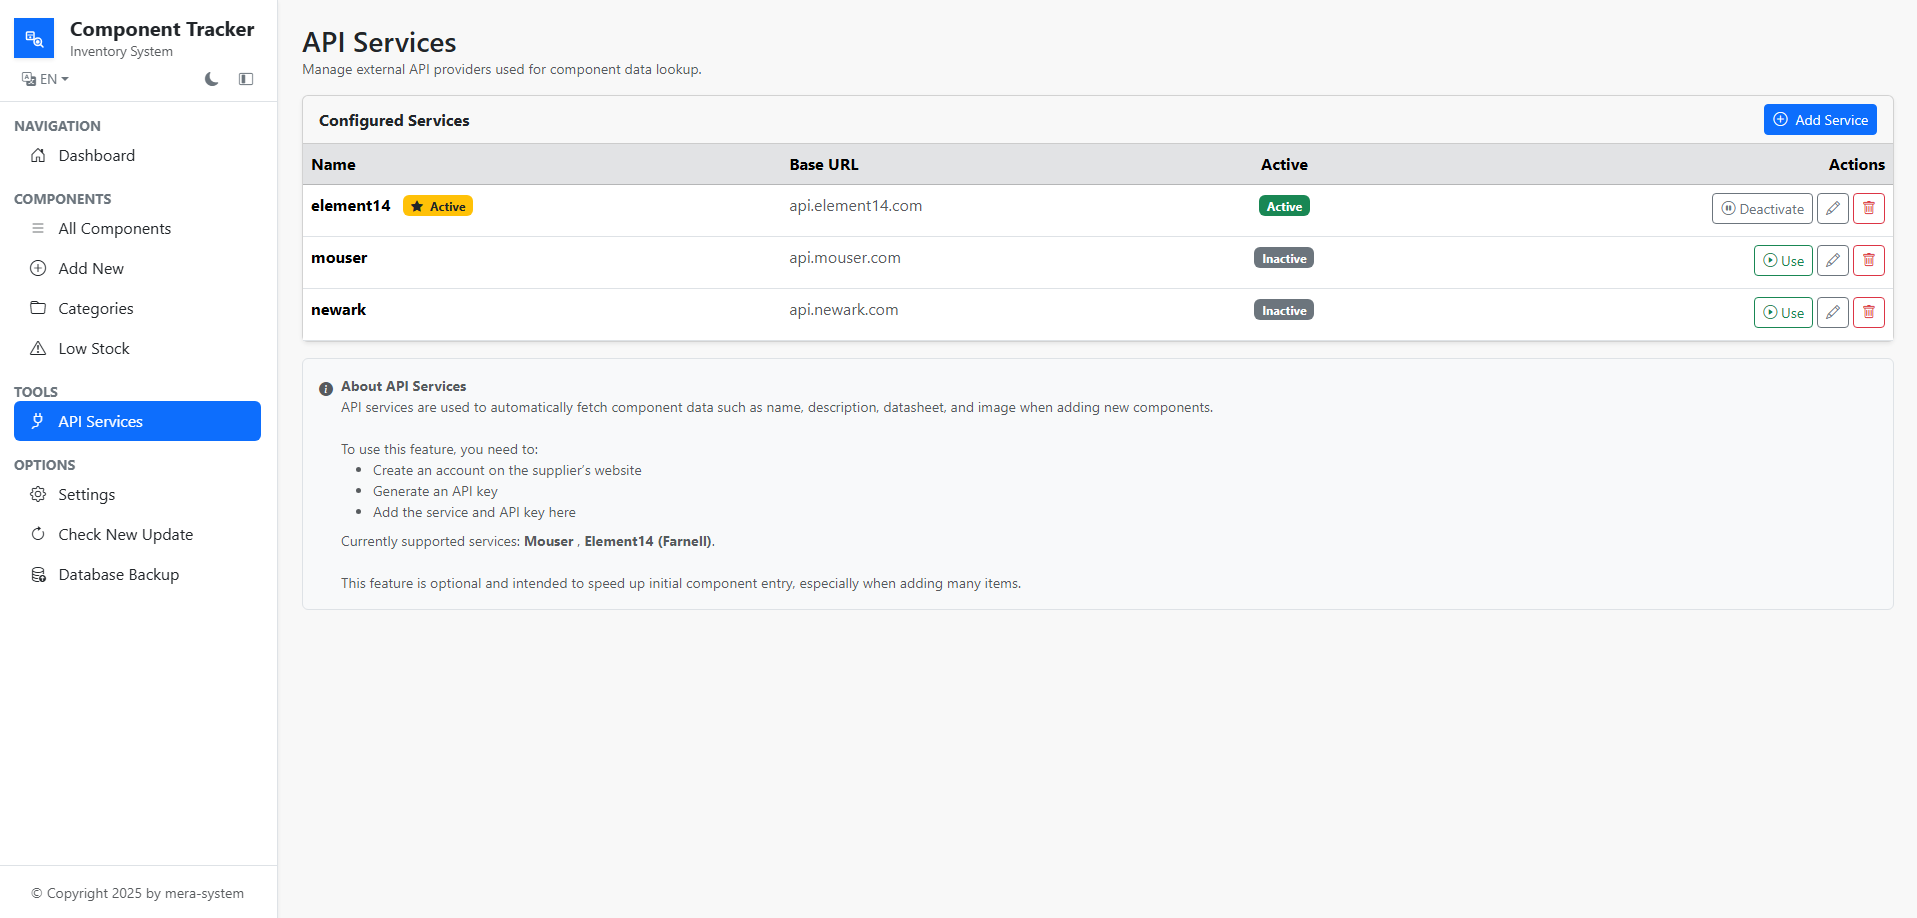 Component Tracker
Inventory System
EN
NAVIGATION
Dashboard
COMPONENTS
All Components
Add New
Categories
Low Stock
TOOLS
API Services
OPTIONS
Settings
Check New Update
Database Backup
© Copyright 2025 by mera-system
API Services
Manage external API providers used for component data lookup.
Configured Services
Add Service
Name Base URL Active Actions
element14 Active api.element14.com Active Deactivate
mouser api.mouser.com Inactive Use
newark api.newark.com Inactive Use
About API Services
API services are used to automatically fetch component data such as name, description, datasheet, and image when adding new components.
To use this feature, you need to:
• Create an account on the supplier’s website
• Generate an API key
• Add the service and API key here
Currently supported services: Mouser , Element14 (Farnell).
This feature is optional and intended to speed up initial component entry, especially when adding many items.